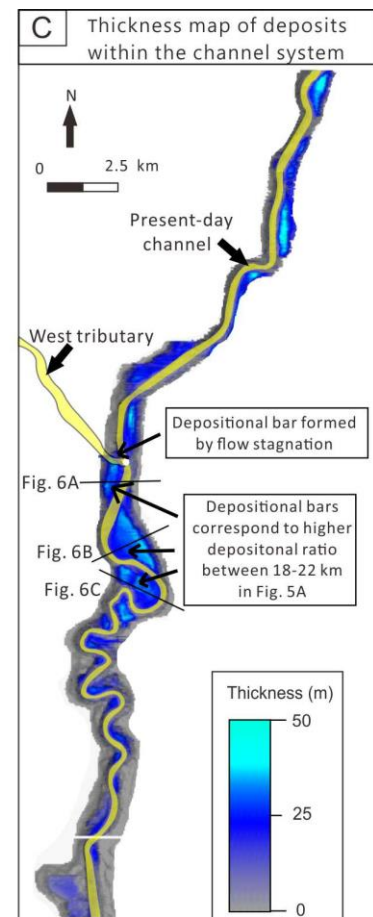 C
Thickness map of deposits
within the channel system
N
0 2.5 km
Present-day
channel
West tributary
Depositional bar formed
by flow stagnation
Fig. 6A
Depositional bars
correspond to higher
depositonal ratio
between 18-22 km
in Fig. 5A
Fig. 6B
Fig. 6C
Thickness (m)
50
25
0